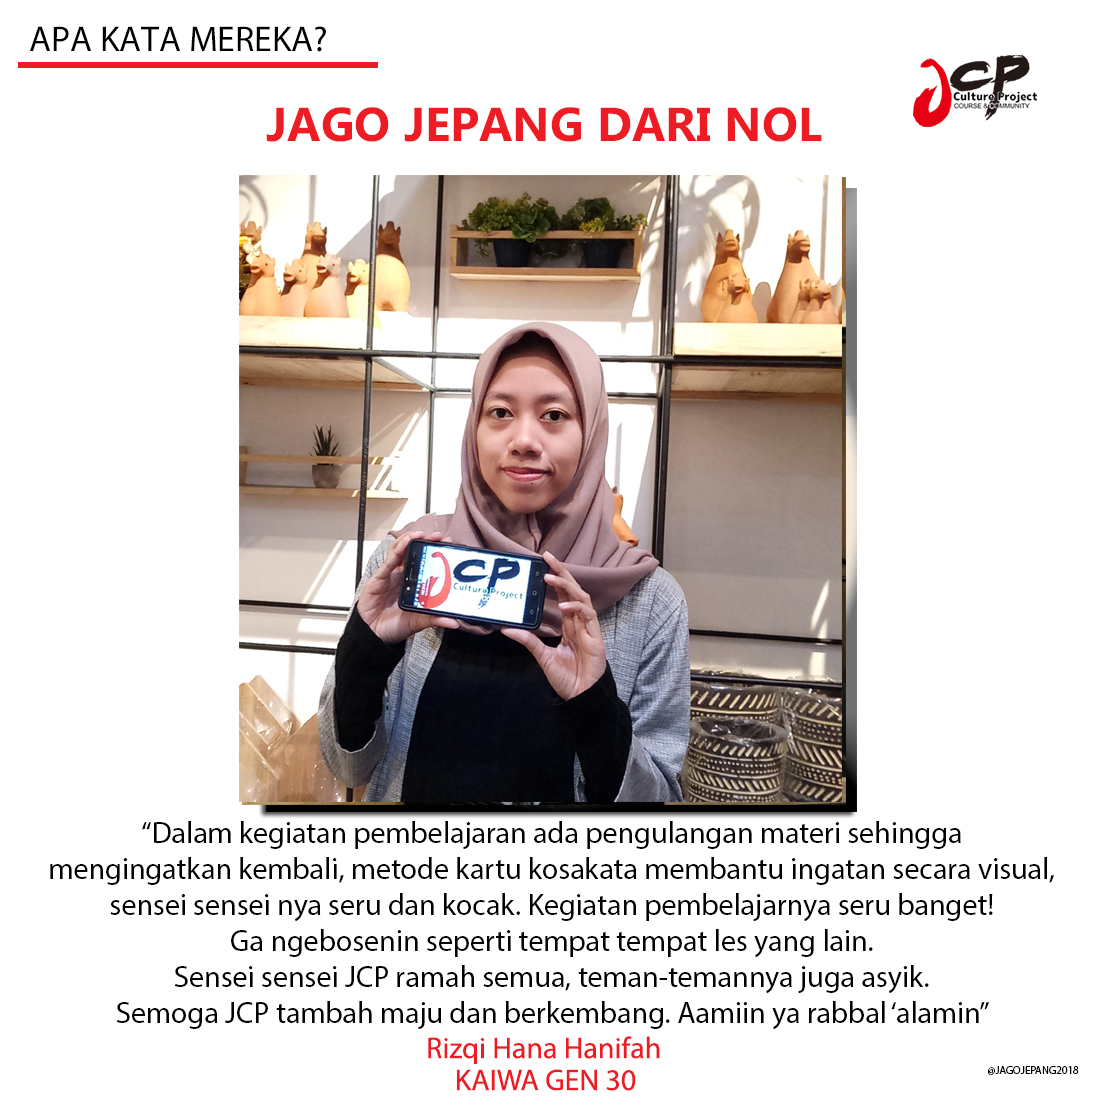 APA KATA MEREKA?
JCP
Culture Project
COURSE & COMMUNITY
JAGO JEPANG DARI NOL
JCP
Culture Project
“Dalam kegiatan pembelajaran ada pengulangan materi sehingga
mengingatkan kembali, metode kartu kosakata membantu ingatan secara visual,
sensei sensei nya seru dan kocak. Kegiatan pembelajarnya seru banget!
Ga ngebosenin seperti tempat tempat les yang lain.
Sensei sensei JCP ramah semua, teman-temannya juga asyik.
Semoga JCP tambah maju dan berkembang. Aamiin ya rabbal ‘alamin”
Rizqi Hana Hanifah
KAIWA GEN 30
@JAGOJEPANG2018